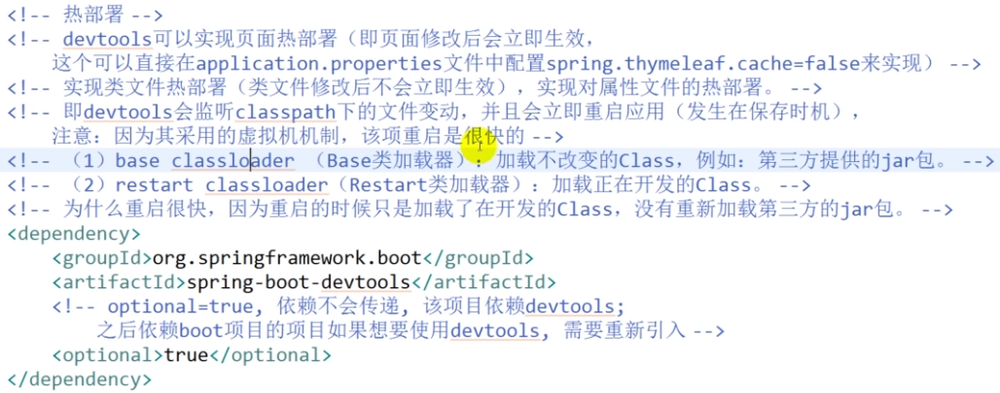 <!-- 热部署 -->
<!-- devtools可以实现页面热部署（即页面修改后会立即生效，
这个可以直接在application.properties文件中配置spring.thymeleaf.cache=false来实现） -->
<!-- 实现类文件热部署（类文件修改后不会立即生效），实现对属性文件的热部署。 -->
<!-- 即devtools会监听classpath下的文件变动，并且会立即重启应用（发生在保存时机），
注意：因为其采用的虚拟机机制，该项重启是很快的 -->
<!-- （1）base classloader （Base类加载器）：加载不改变的Class，例如：第三方提供的jar包。 -->
<!-- （2）restart classloader（Restart类加载器）：加载正在开发的Class。 -->
<!-- 为什么重启很快，因为重启的时候只是加载了在开发的Class，没有重新加载第三方的jar包。 -->
<dependency>
<groupId>org.springframework.boot</groupId>
<artifactId>spring-boot-devtools</artifactId>
<!-- optional=true, 依赖不会传递, 该项目依赖devtools;
之后依赖boot项目的项目如果想要使用devtools, 需要重新引入 -->
<optional>true</optional>
</dependency>